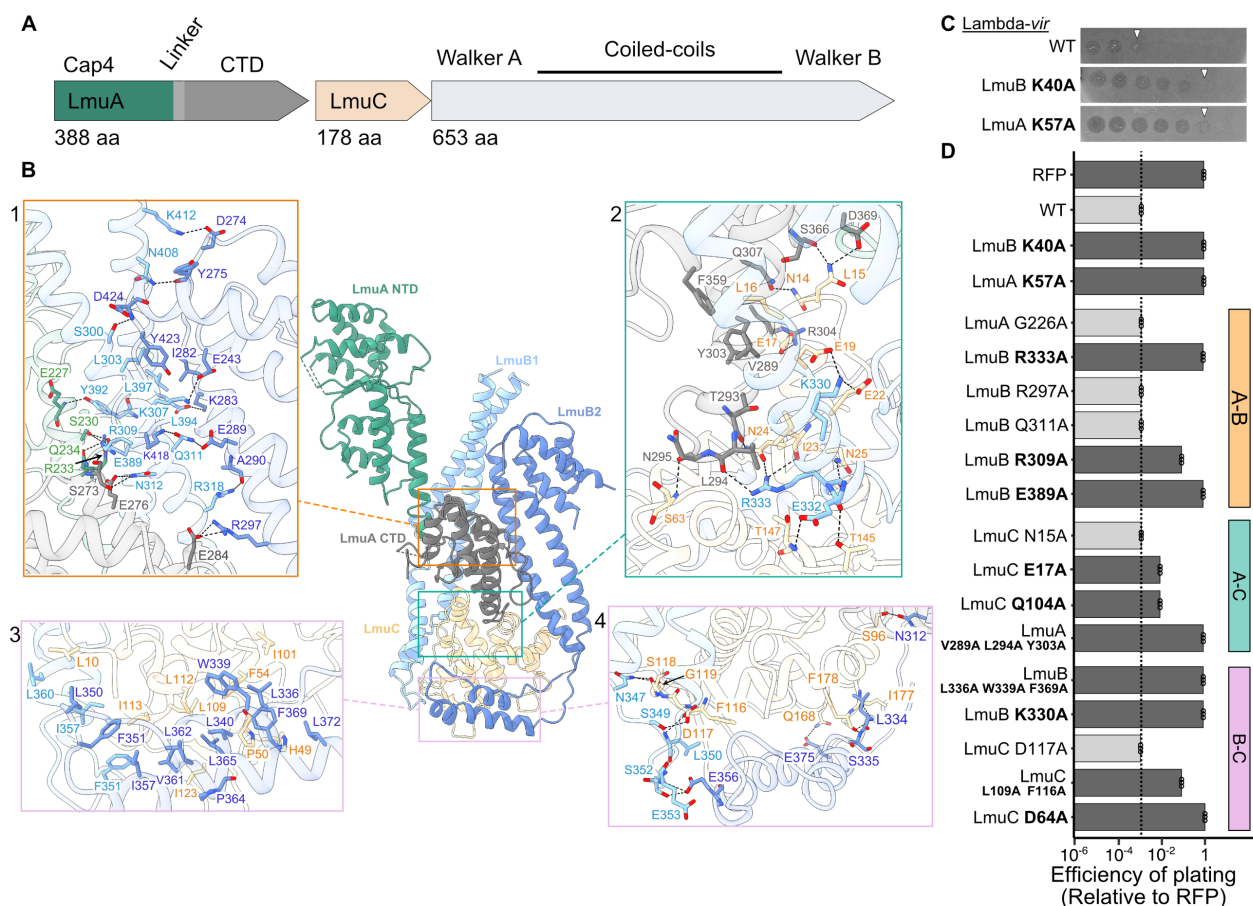 A
Cap4
Linker
CTD
Walker A
Coiled-coils
Walker B
LmuA
LmuC
388 aa
178 aa
653 aa
B
1
K412
D274
N408
Y275
D424
S300
Y423
L303
I282
E243
E227
L397
Y392
K283
K307
L394
S230
R309
E289
Q234
K418
Q311
E389
R233
A290
N312
R318
S273
E276
R297
E284
LmuA NTD
LmuB1
LmuB2
LmuA CTD
LmuC
2
D369
S366
Q307
N14
L15
F359
L16
E17
R304
E19
Y303
V289
K330
E22
T293
N24
I23
N25
N295
L294
R333
E332
S63
T147
T145
3
L10
I101
W339
F54
L112
L360
L350
L336
I113
L109
F369
L372
I357
F351
L362
L340
P50
H49
L365
F351
I357
V361
I123
P364
4
S96
N312
S118
G119
F178
N347
F116
I177
S349
Q168
L334
D117
L350
S352
E375
S335
E356
E353
C
Lambda-vir
WT
LmuB K40A
LmuA K57A
D
RFP
WT
LmuB K40A
LmuA K57A
LmuA G226A
LmuB R333A
LmuB R297A
LmuB Q311A
LmuB R309A
LmuB E389A
A-B
LmuC N15A
LmuC E17A
LmuC Q104A
LmuA
V289A L294A Y303A
A-C
LmuB
L336A W339A F369A
LmuB K330A
LmuC D117A
LmuC
L109A F116A
LmuC D64A
B-C
10-6 10-4 10-2 1
Efficiency of plating
(Relative to RFP)